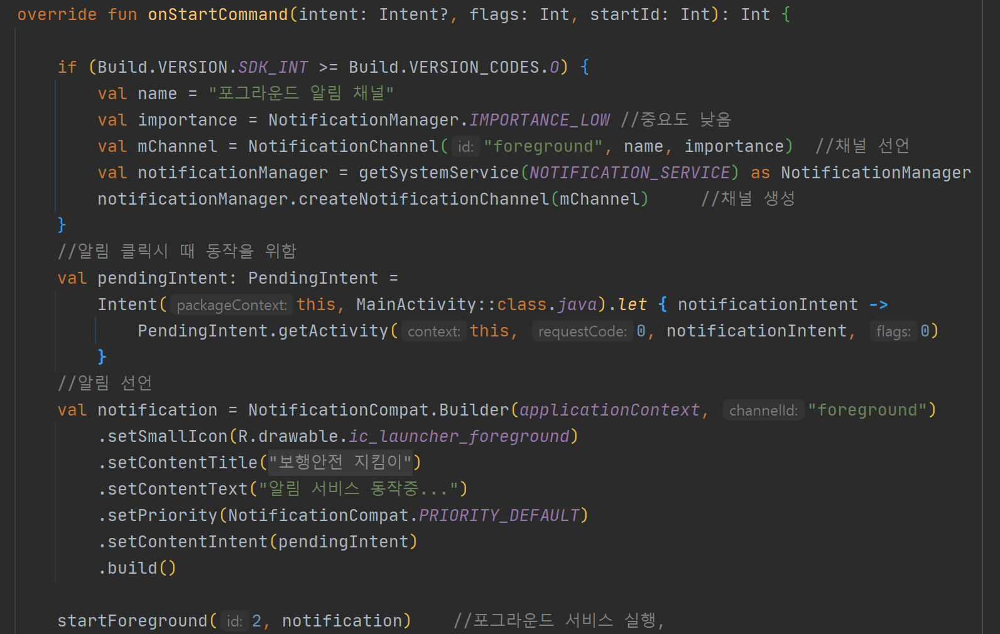 override fun onStartCommand(intent: Intent?, flags: Int, startId: Int): Int {
if (Build.VERSION.SDK_INT >= Build.VERSION_CODES.O) {
val name = "포그라운드 알림 채널"
val importance = NotificationManager.IMPORTANCE_LOW //중요도 낮음
val mChannel = NotificationChannel( id: "foreground", name, importance) //채널 선언
val notificationManager = getSystemService(NOTIFICATION_SERVICE) as NotificationManager
notificationManager.createNotificationChannel(mChannel) //채널 생성
}
//알림 클릭시 때 동작을 위함
val pendingIntent: PendingIntent =
Intent( packageContext: this, MainActivity::class.java).let { notificationIntent ->
PendingIntent.getActivity( context: this, requestCode: 0, notificationIntent, flags: 0)
}
//알림 선언
val notification = NotificationCompat.Builder(applicationContext, channelId: "foreground")
.setSmallIcon(R.drawable.ic_launcher_foreground)
.setContentTitle("보행안전 지킴이")
.setContentText("알림 서비스 동작중...")
.setPriority(NotificationCompat.PRIORITY_DEFAULT)
.setContentIntent(pendingIntent)
.build()
startForeground( id: 2, notification) //포그라운드 서비스 실행,